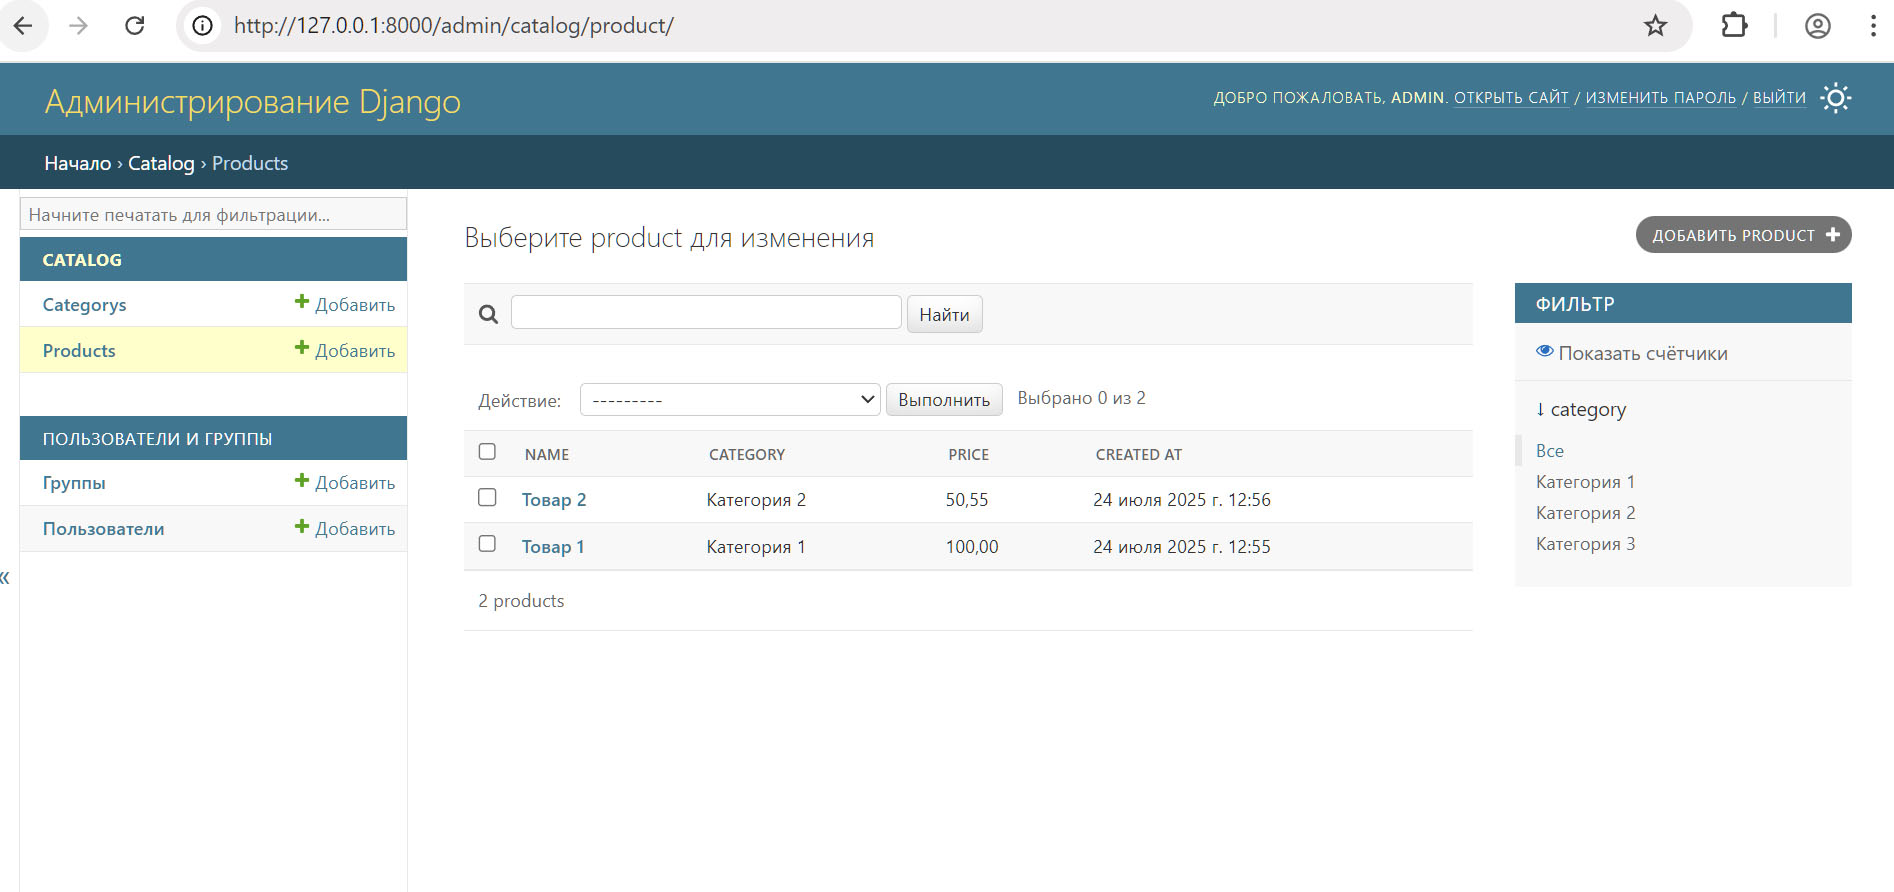 http://127.0.0.1:8000/admin/catalog/product/
Администрирование Django
ДОБРО ПОЖАЛОВАТЬ, ADMIN. ОТКРЫТЬ САЙТ / ИЗМЕНИТЬ ПАРОЛЬ / ВЫЙТИ
Начало › Catalog › Products
Начните печатать для фильтрации...
CATALOG
Categorys + Добавить
Products + Добавить
ПОЛЬЗОВАТЕЛИ И ГРУППЫ
Группы + Добавить
Пользователи + Добавить
«
Выберите product для изменения
ДОБАВИТЬ PRODUCT +
Найти
Действие: --------- Выполнить Выбрано 0 из 2
NAME CATEGORY PRICE CREATED AT
Товар 2 Категория 2 50,55 24 июля 2025 г. 12:56
Товар 1 Категория 1 100,00 24 июля 2025 г. 12:55
2 products
ФИЛЬТР
Показать счётчики
↓ category
Все
Категория 1
Категория 2
Категория 3